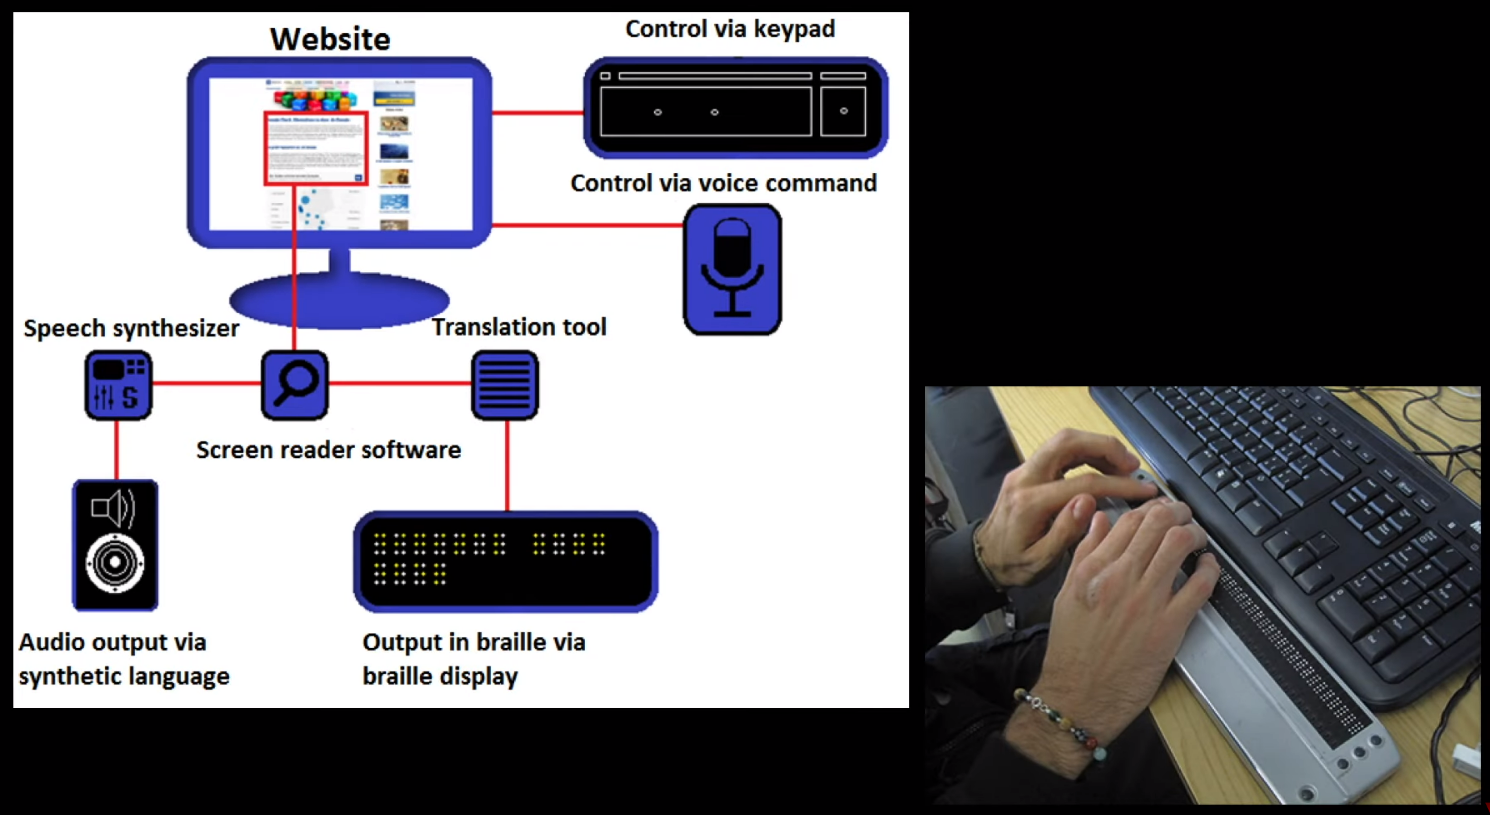 Website
Control via keypad
Control via voice command
Speech synthesizer
Translation tool
Screen reader software
Audio output via
synthetic language
Output in braille via
braille display